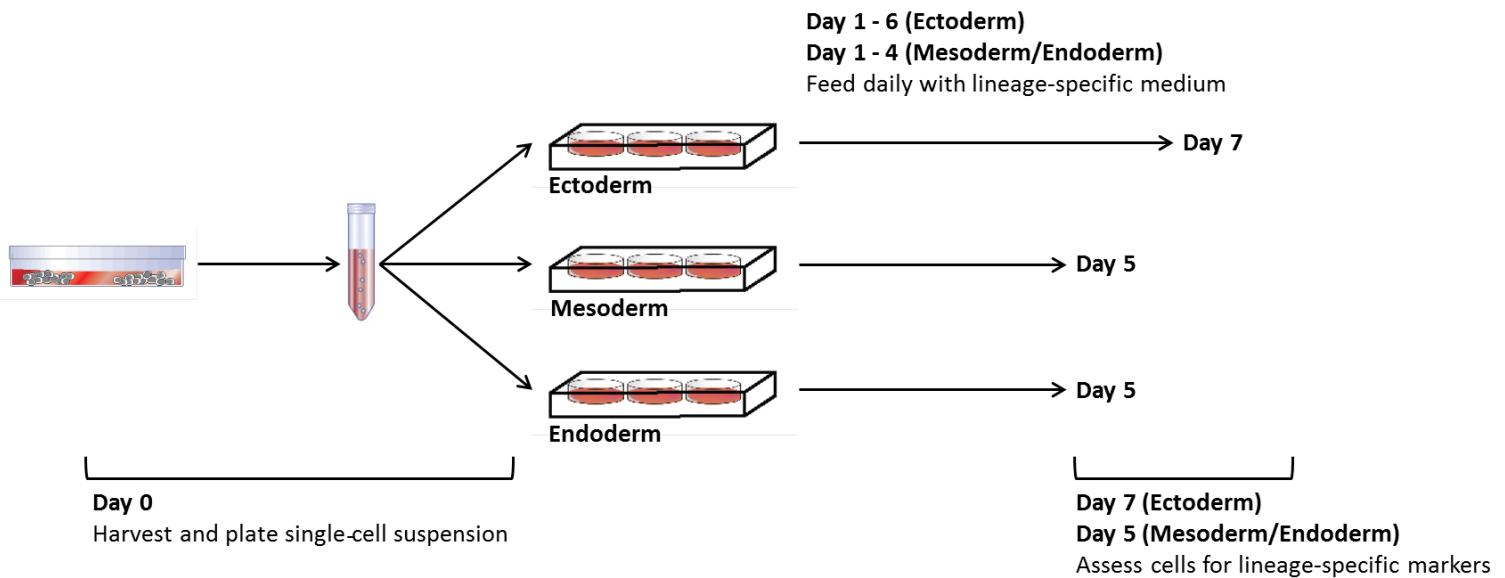 Day 1 - 6 (Ectoderm)
Day 1 - 4 (Mesoderm/Endoderm)
Feed daily with lineage-specific medium
Day 7
Ectoderm
Day 5
Mesoderm
Day 5
Endoderm
Day 0
Harvest and plate single-cell suspension
Day 7 (Ectoderm)
Day 5 (Mesoderm/Endoderm)
Assess cells for lineage-specific markers